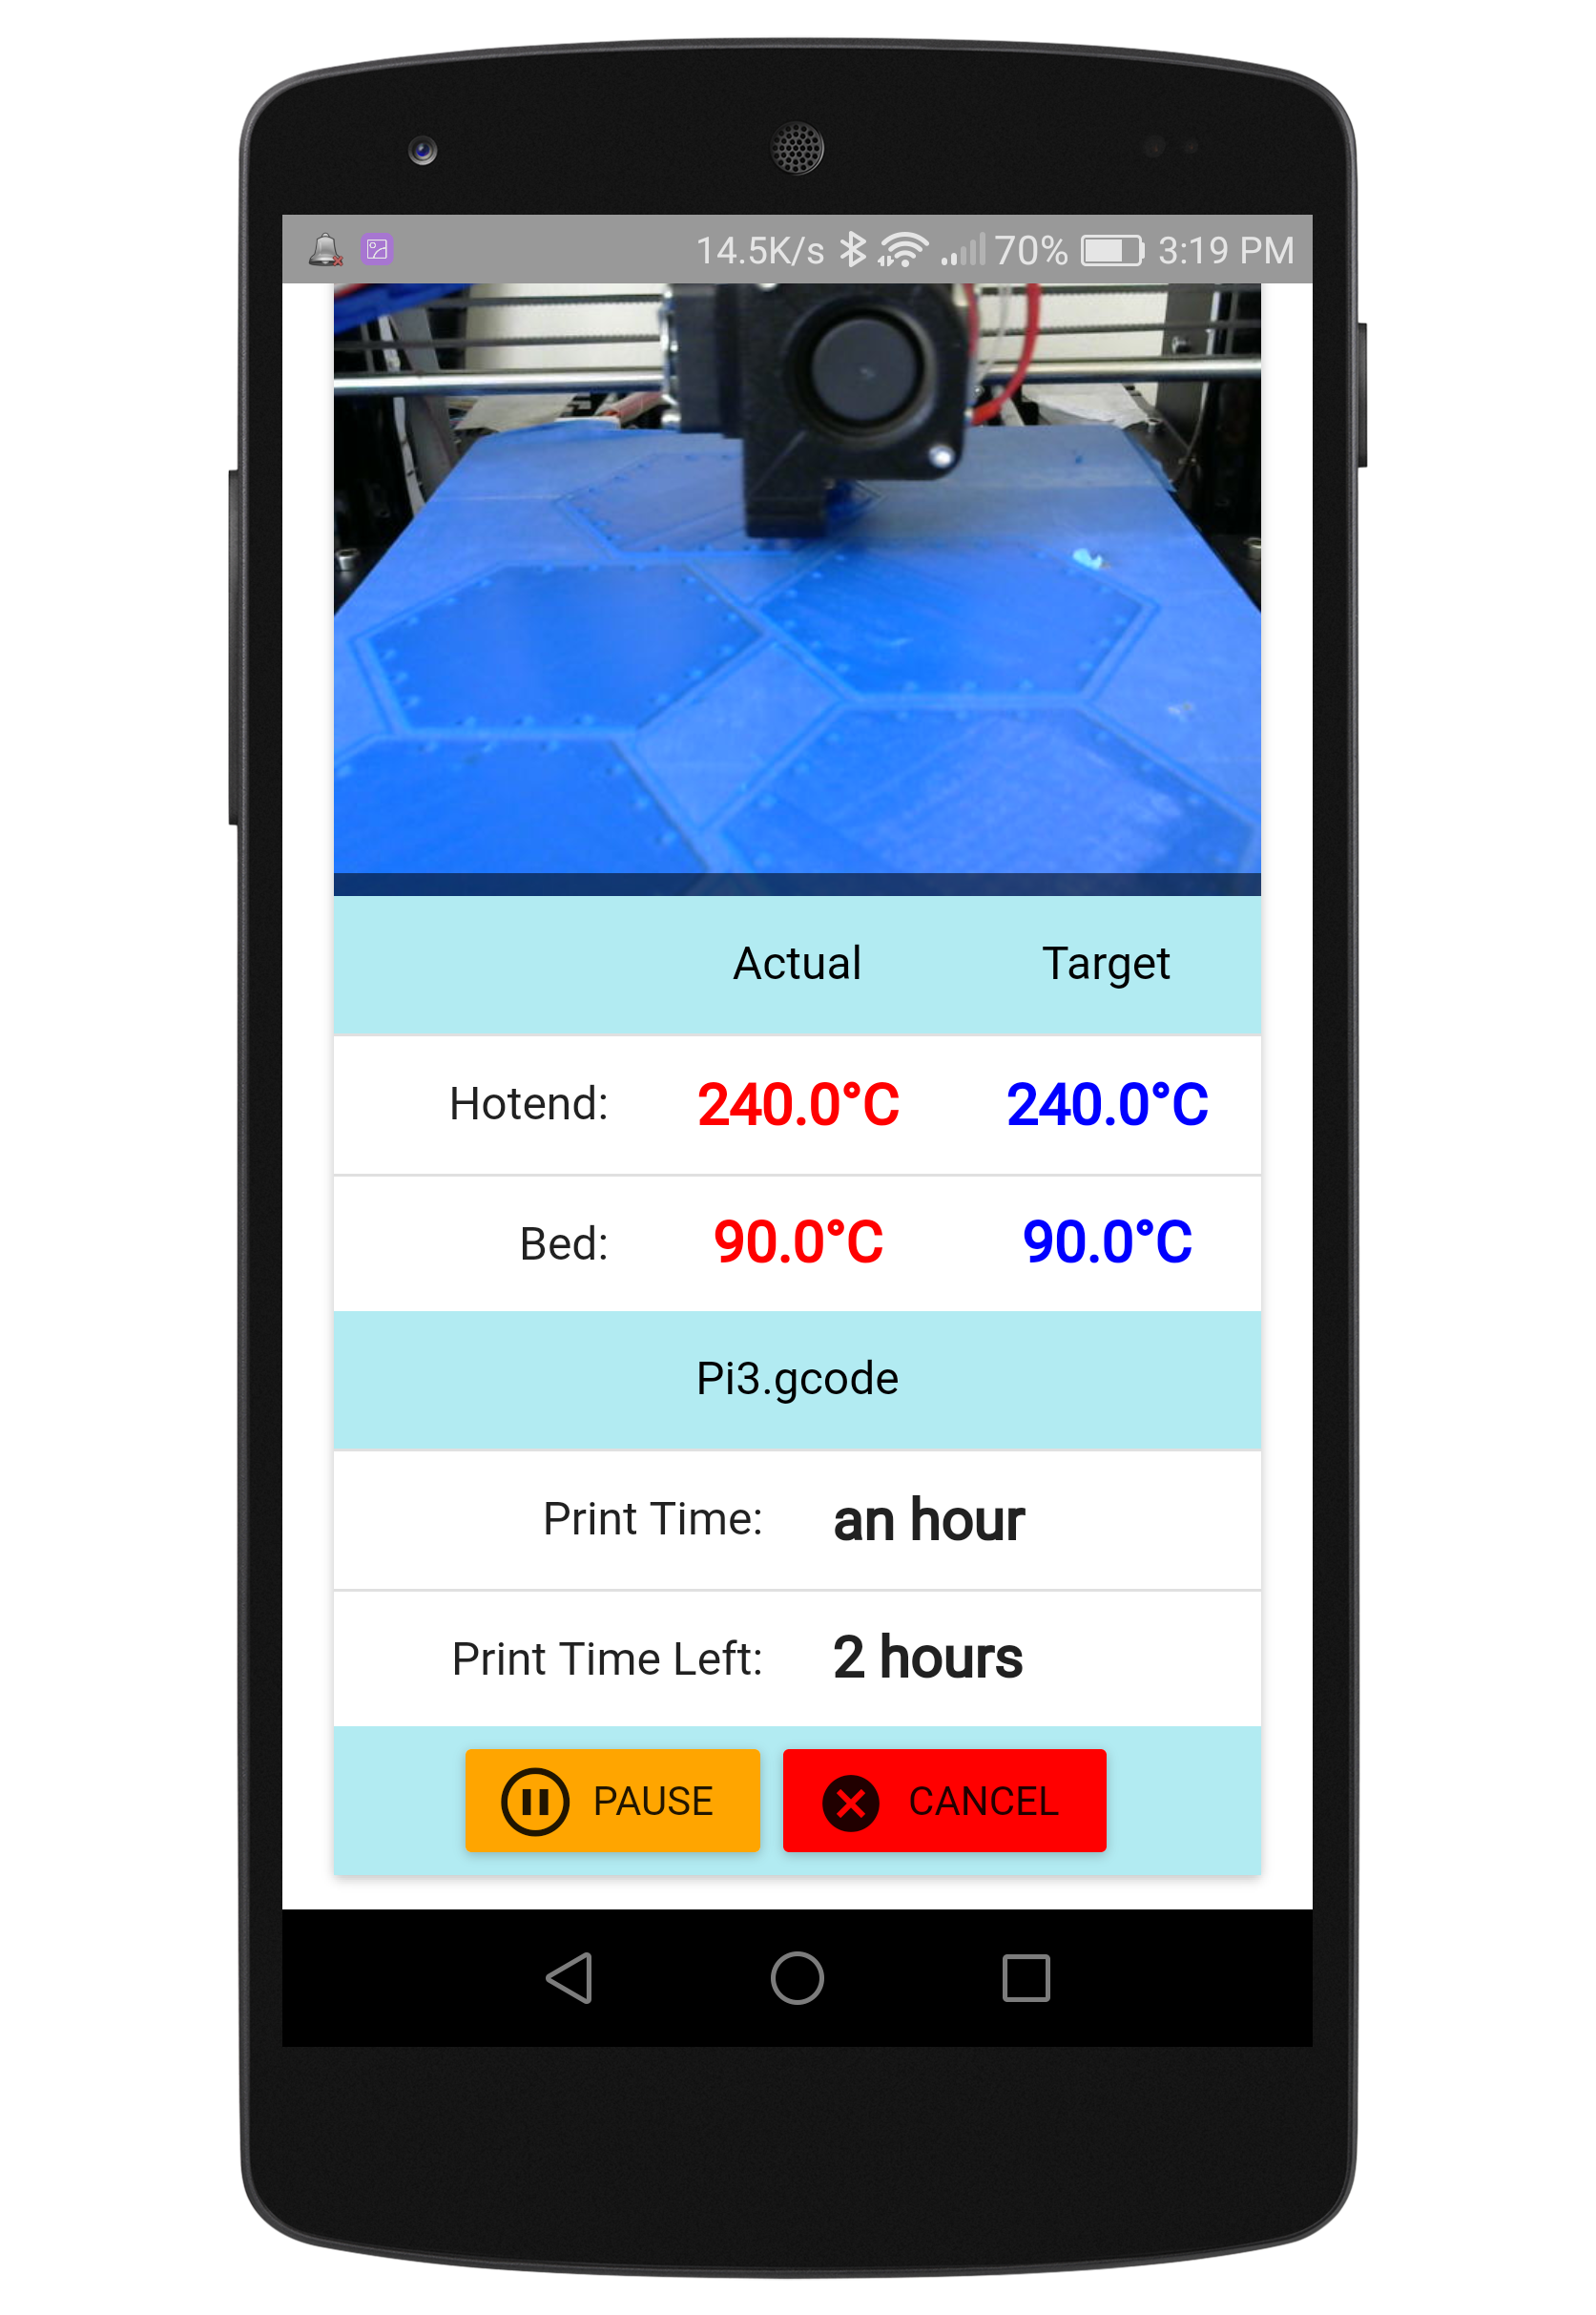 14.5K/s 70% 3:19 PM
Actual Target
Hotend: 240.0°C 240.0°C
Bed: 90.0°C 90.0°C
Pi3.gcode
Print Time: an hour
Print Time Left: 2 hours
PAUSE CANCEL